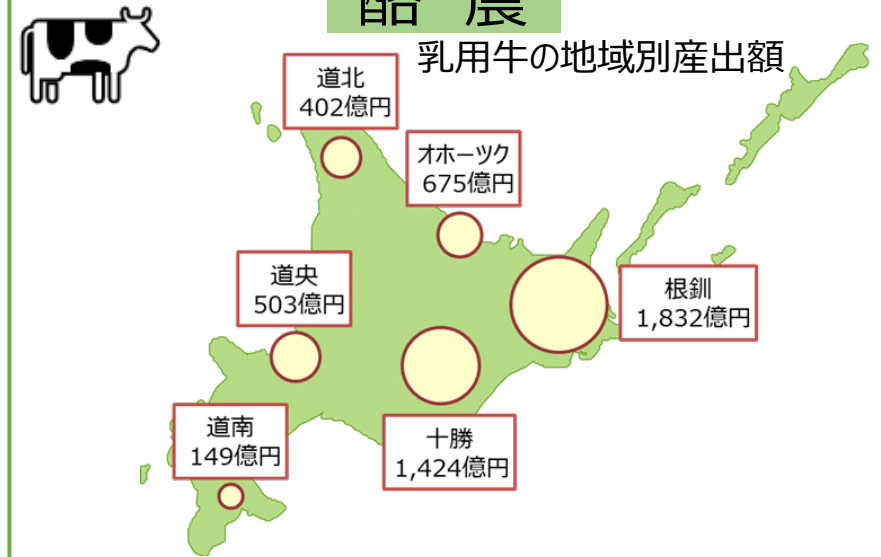 酪 農
乳用牛の地域別産出額
道北
402億円
オホーツク
675億円
道央
503億円
根釧
1,832億円
道南
149億円
十勝
1,424億円